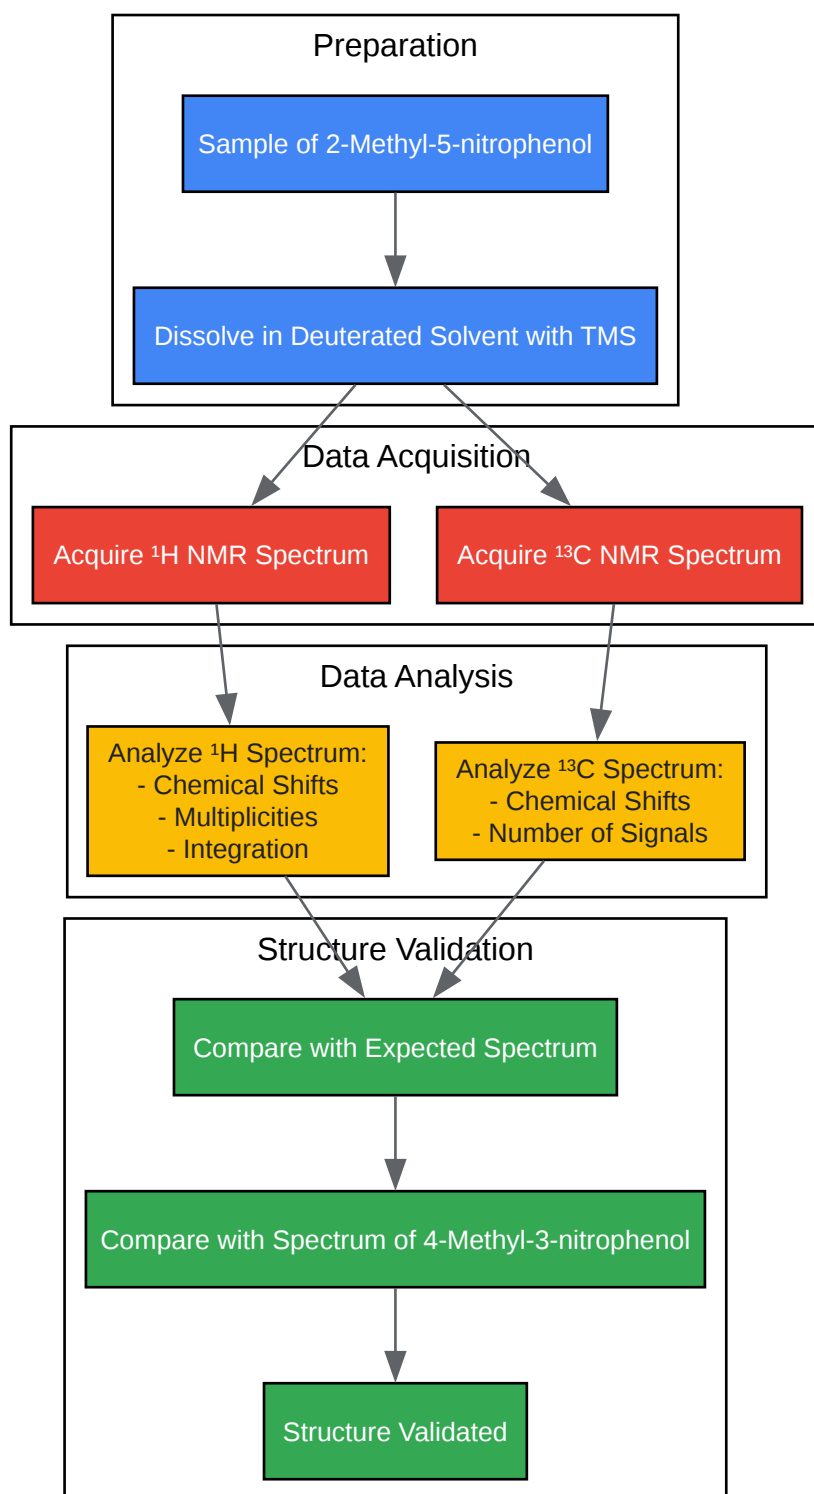 Preparation
Sample of 2-Methyl-5-nitrophenol
Dissolve in Deuterated Solvent with TMS
Data Acquisition
Acquire ¹H NMR Spectrum
Acquire ¹³C NMR Spectrum
Data Analysis
Analyze ¹H Spectrum:
- Chemical Shifts
- Multiplicities
- Integration
Analyze ¹³C Spectrum:
- Chemical Shifts
- Number of Signals
Structure Validation
Compare with Expected Spectrum
Compare with Spectrum of 4-Methyl-3-nitrophenol
Structure Validated